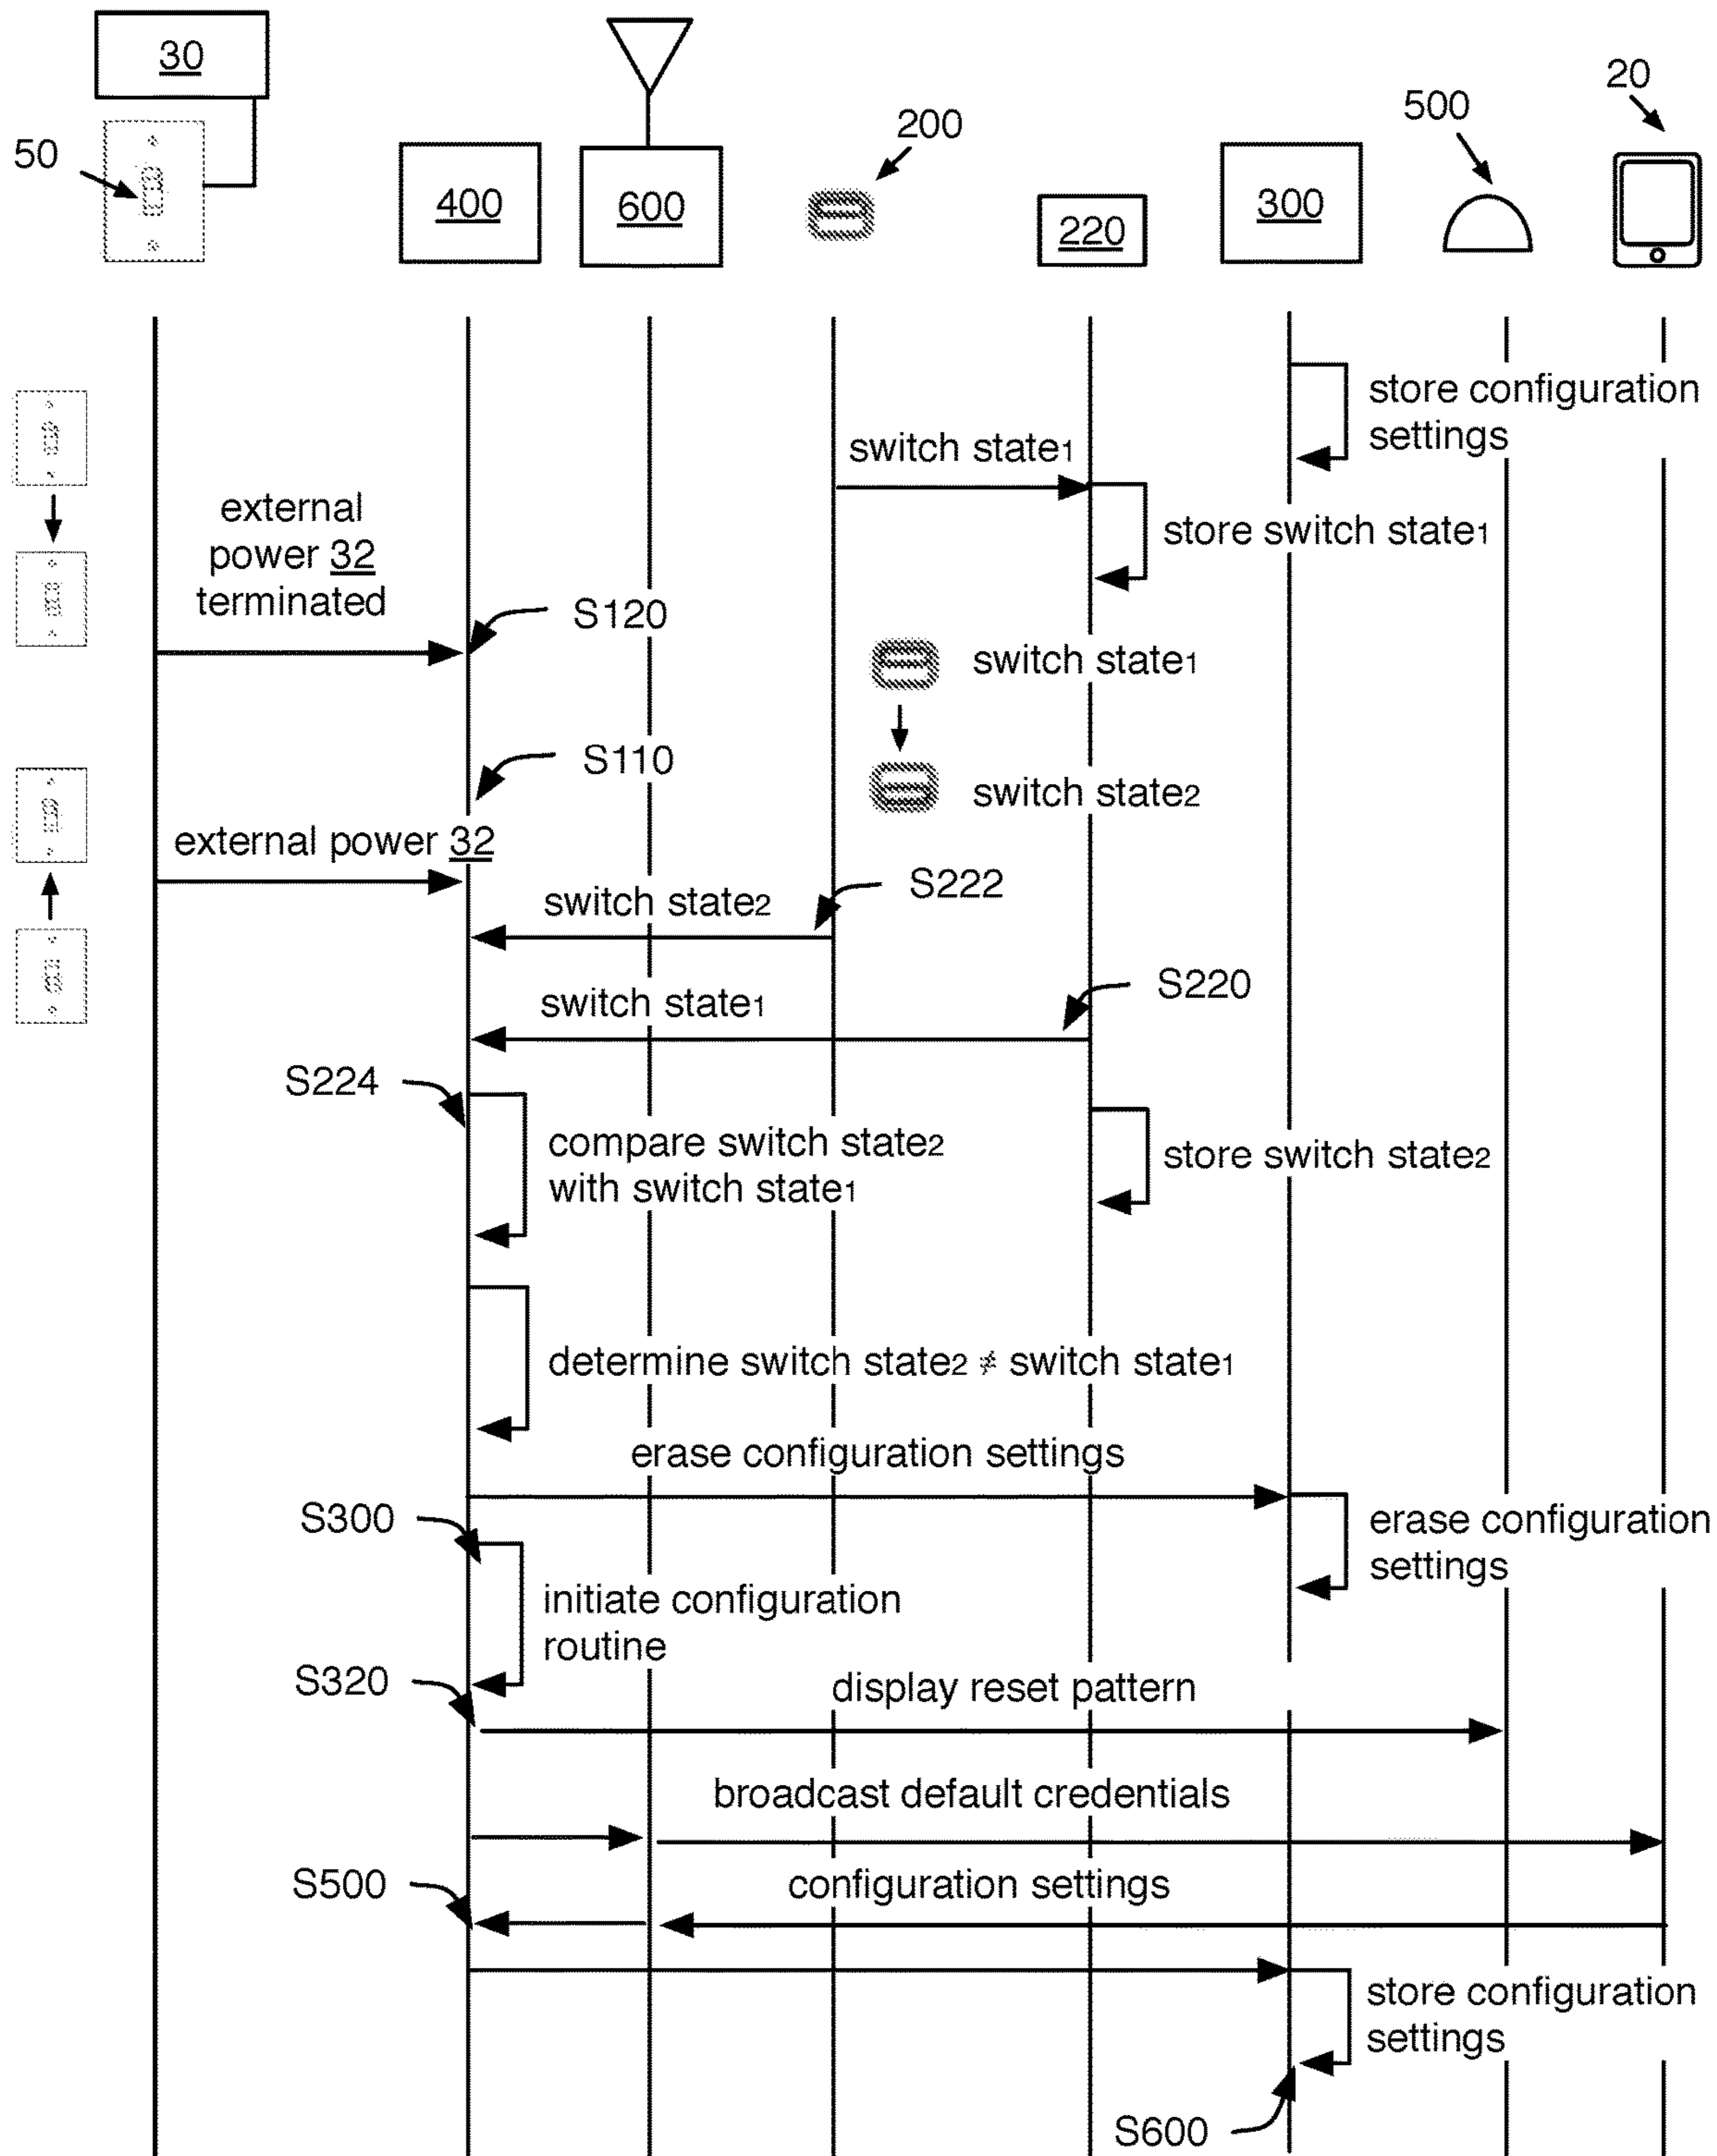 30
20
500
50
200
400
600
220
300
store configuration
settings
switch state1
external
power 32
terminated
store switch state1
S120
switch state1
S110
switch state2
external power 32
S222
switch state2
S220
switch state1
S224
compare switch state2
with switch state1
store switch state2
determine switch state2 ≠ switch state1
erase configuration settings
S300
erase configuration
settings
initiate configuration
routine
S320
display reset pattern
broadcast default credentials
S500
configuration settings
store configuration
settings
S600